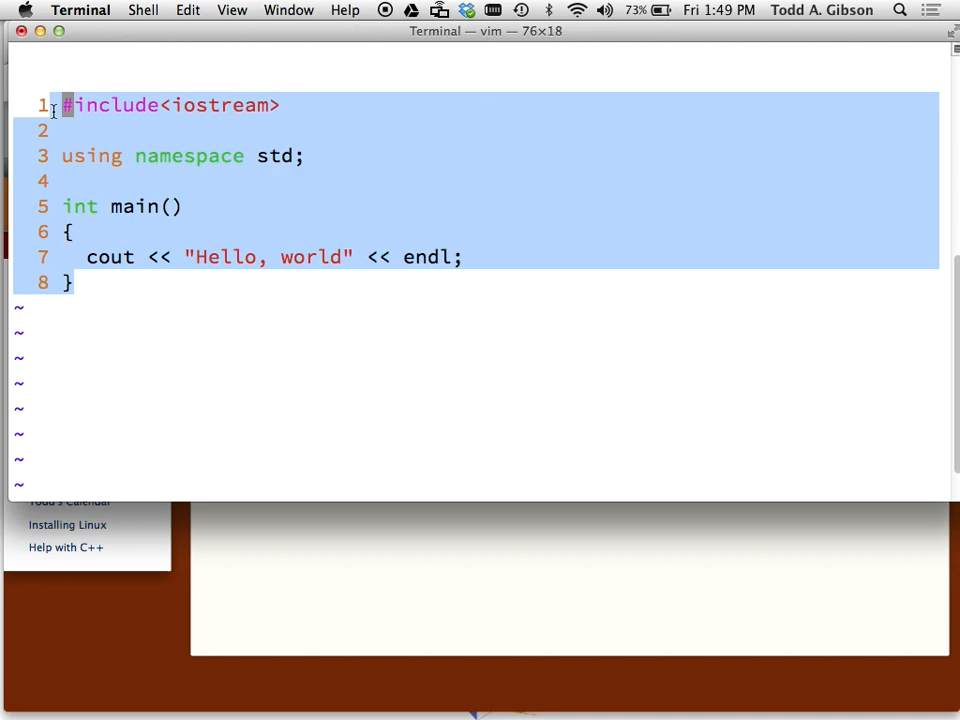 Terminal Shell Edit View Window Help 73% Fri 1:49 PM Todd A. Gibson
Terminal — vim — 76×18
1 #include<iostream>
2
3 using namespace std;
4
5 int main()
6 {
7 cout << "Hello, world" << endl;
8 }
~
~
~
~
~
~
~
~
Todd's Calendar
Installing Linux
Help with C++